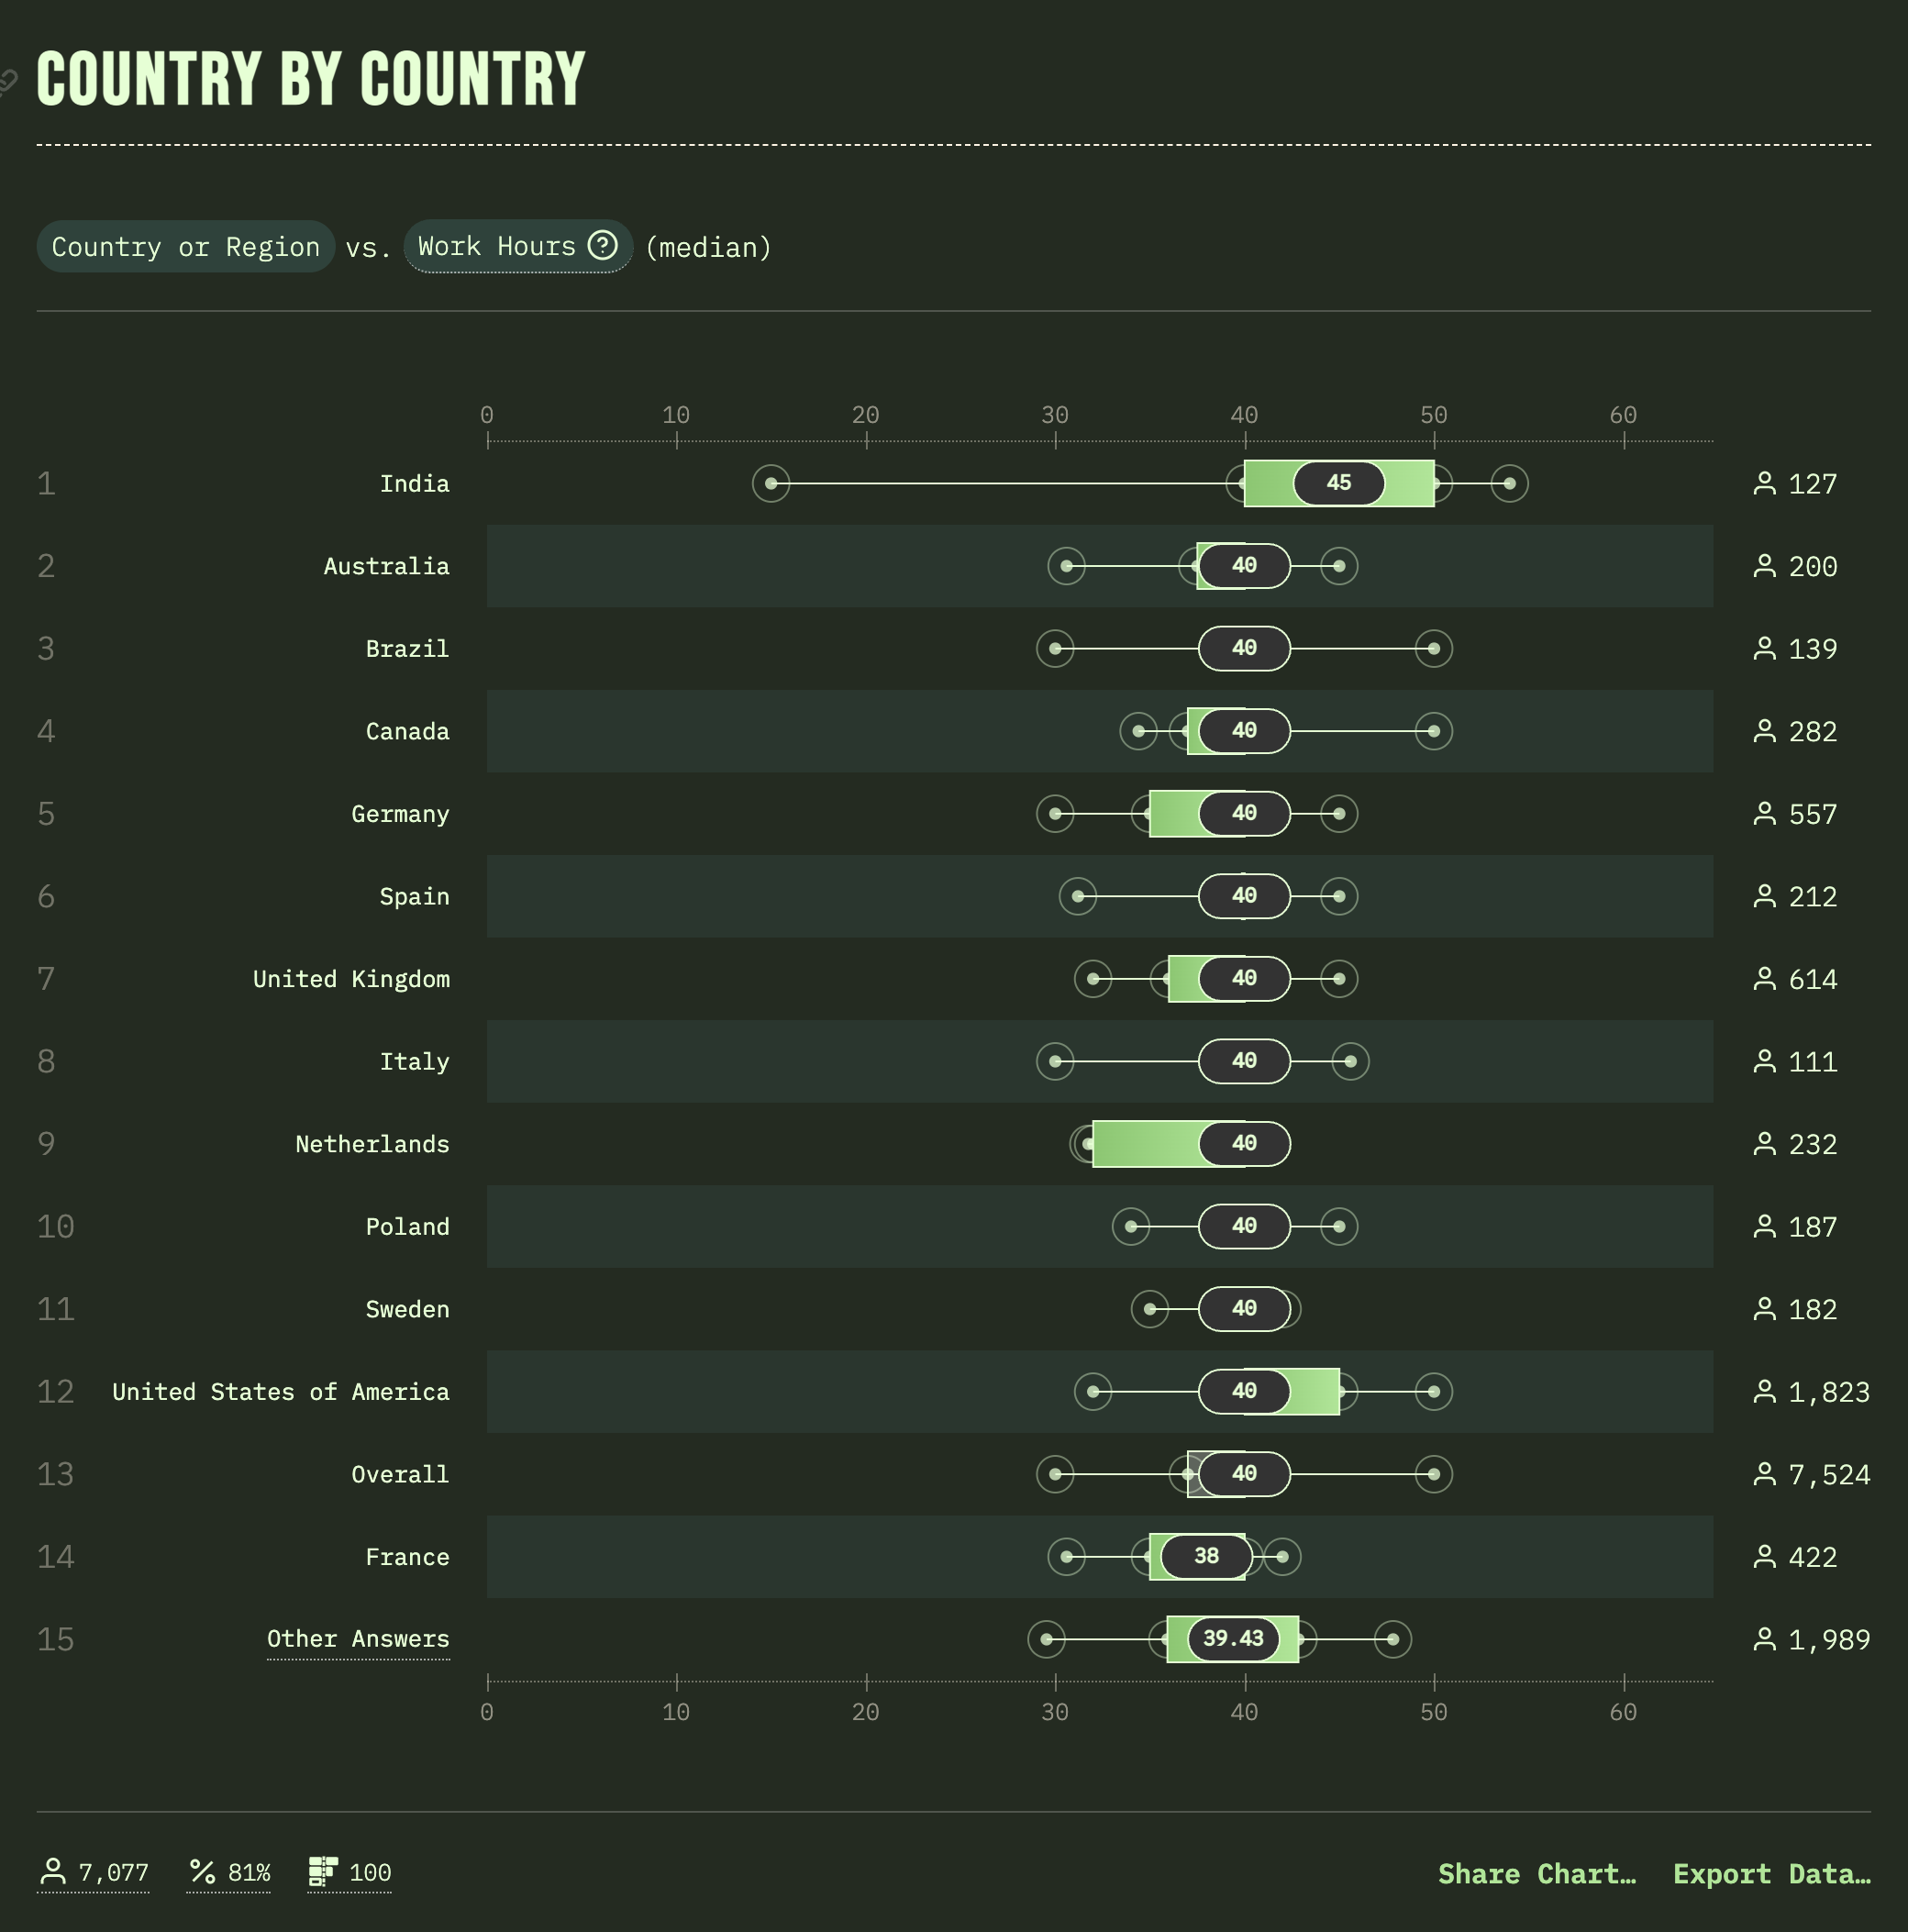 COUNTRY BY COUNTRY
Country or Region vs. Work Hours ? (median)
0 10 20 30 40 50 60
1 India 45 127
2 Australia 40 200
3 Brazil 40 139
4 Canada 40 282
5 Germany 40 557
6 Spain 40 212
7 United Kingdom 40 614
8 Italy 40 111
9 Netherlands 40 232
10 Poland 40 187
11 Sweden 40 182
12 United States of America 40 1,823
13 Overall 40 7,524
14 France 38 422
15 Other Answers 39.43 1,989
0 10 20 30 40 50 60
7,077 % 81% 100 Share Chart… Export Data…